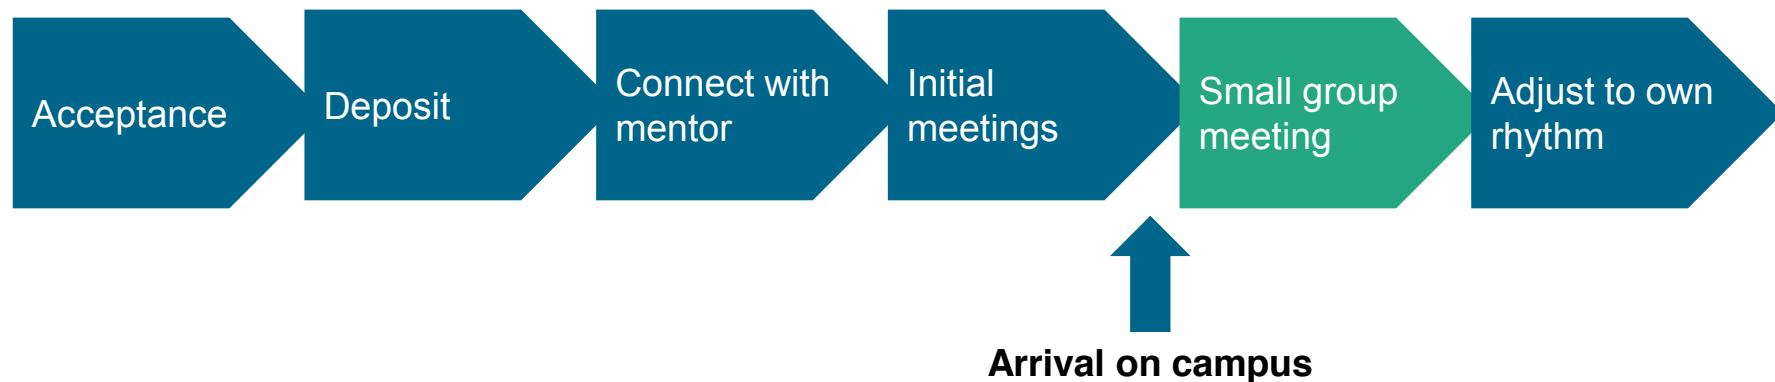 Acceptance
Deposit
Connect with
mentor
Initial
meetings
Small group
meeting
Adjust to own
rhythm
Arrival on campus